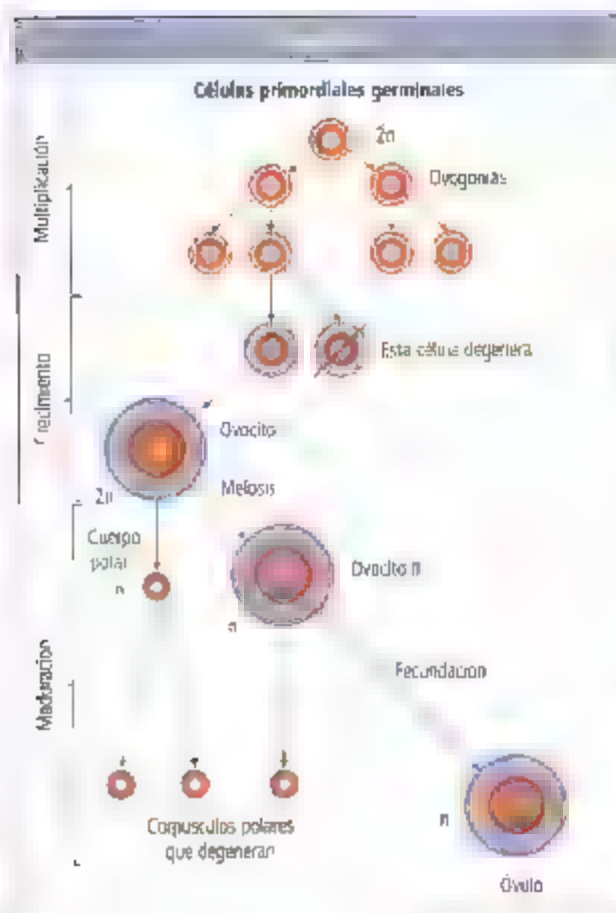 Células primordiales germinales
2n
Ovogonias
Multiplicación
Esta célula degenera
Crecimiento
Ovocito
2n
Meiosis
Cuerpo
polar
n
Ovocito II
n
Fecundación
Maduración
n
Corpúsculos polares
que degeneran
Óvulo